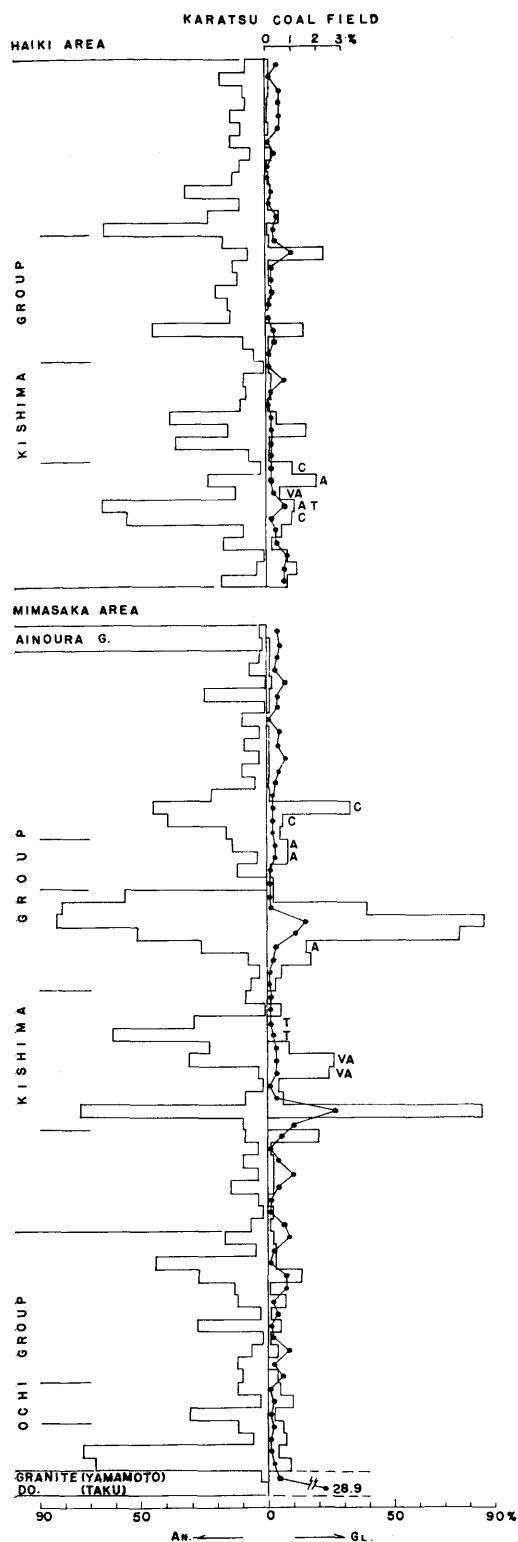 KARATSU COAL FIELD
0 1 2 3 %
HAIKI AREA
KISHIMA GROUP
C
A
VA
A T
C
MIMASAKA AREA
AINOURA G.
KISHIMA GROUP
C
C
A
A
A
T
T
VA
VA
OCHI GROUP
GRANITE (YAMAMOTO)
DO. (TAKU)
28.9
90 50 0 50 90%
AN. GL.